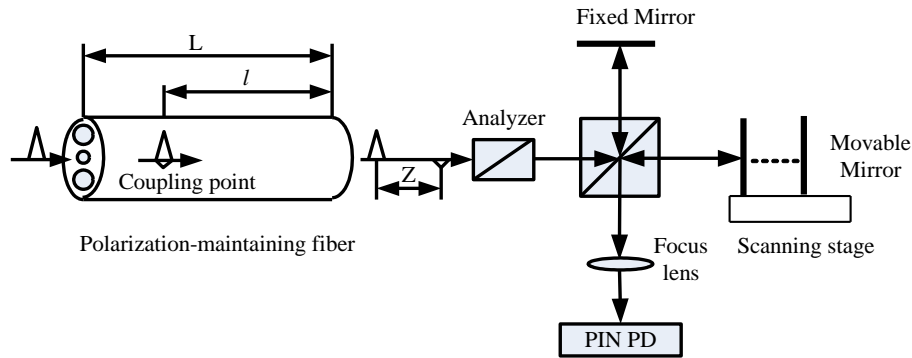 Fixed Mirror
L
l
Analyzer
Movable
Mirror
Coupling point
Z
Polarization-maintaining fiber
Focus
lens
Scanning stage
PIN PD